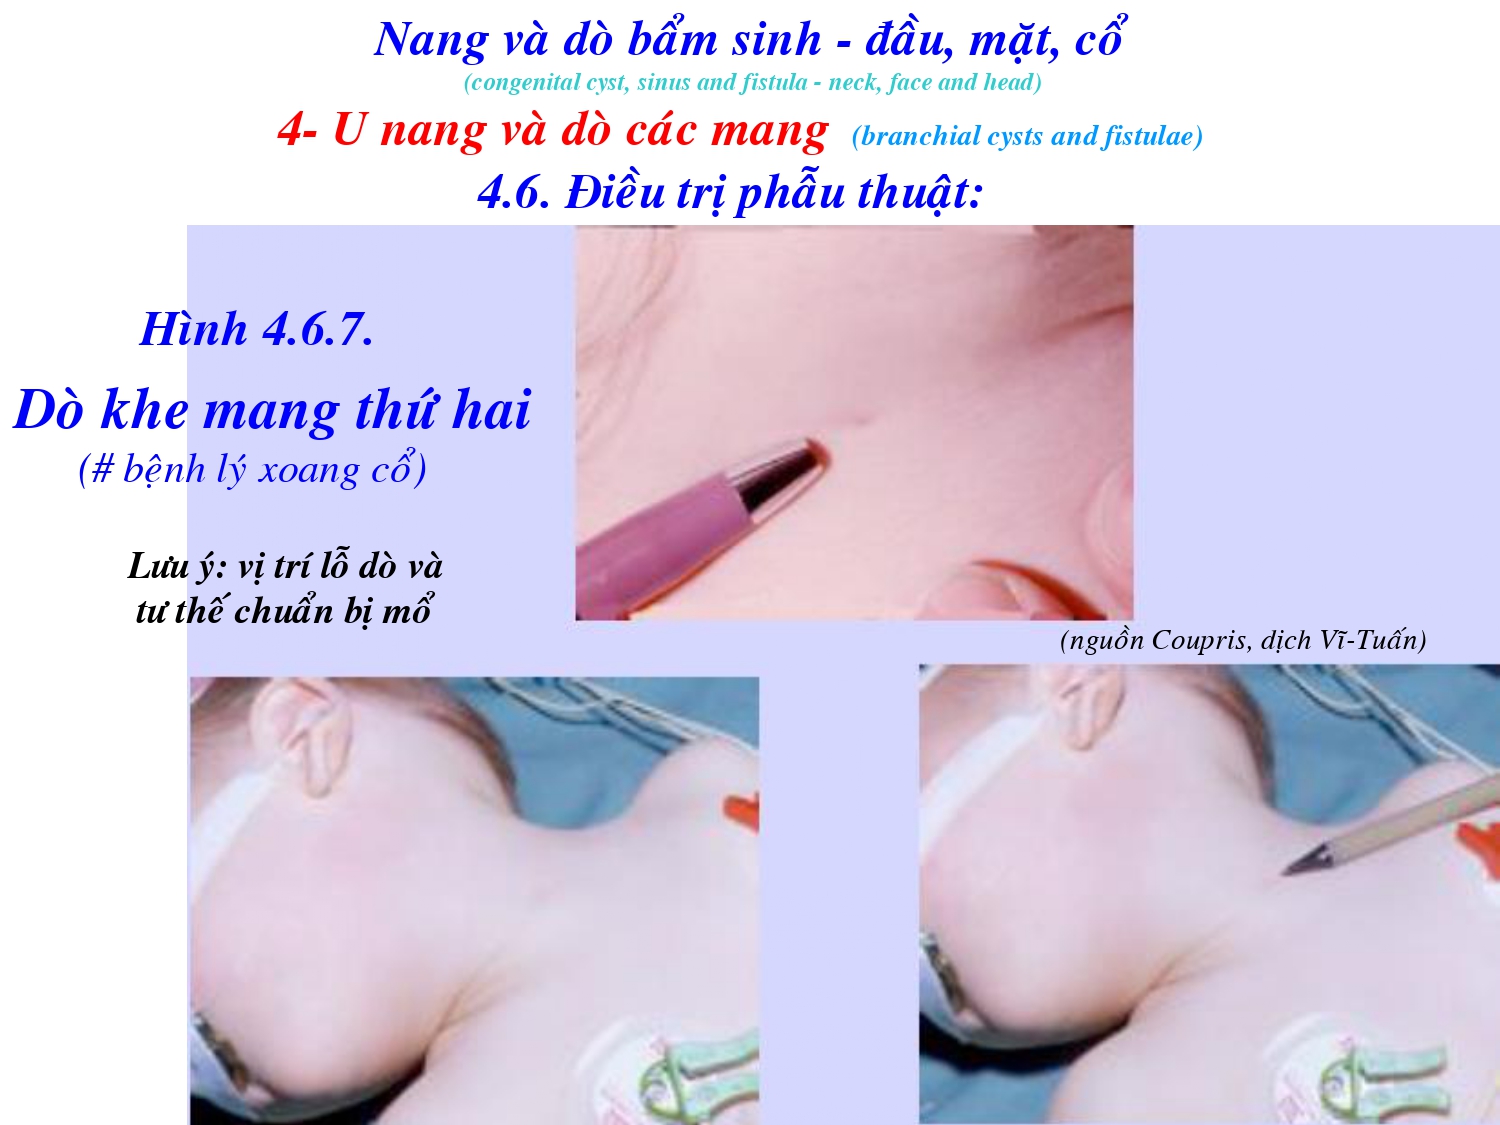 Nang và dò bẩm sinh - đầu, mặt, cổ
(congenital cyst, sinus and fistula - neck, face and head)
4- U nang và dò các mang (branchial cysts and fistulae)
4.6. Điều trị phẫu thuật:
Hình 4.6.7.
Dò khe mang thứ hai
(# bệnh lý xoang cổ)
Lưu ý: vị trí lỗ dò và
tư thế chuẩn bị mổ
(nguồn Coupris, dịch Vĩ-Tuấn)